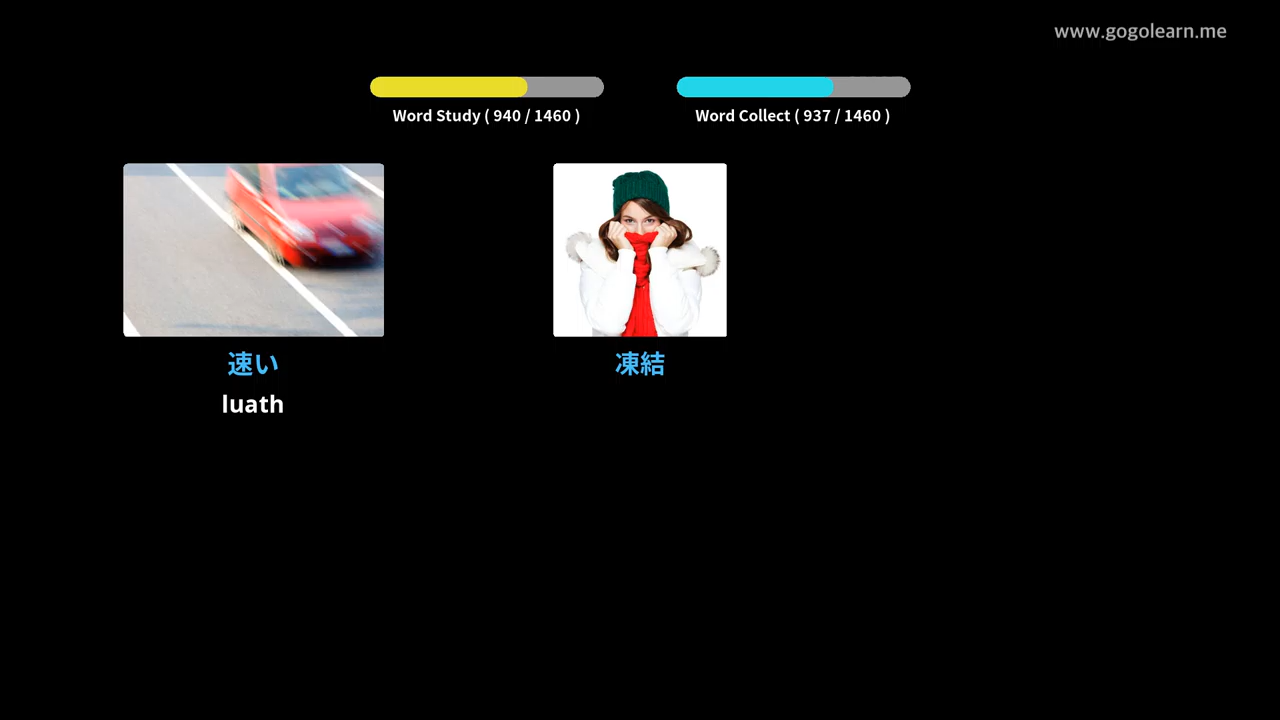 www.gogolearn.me
Word Study ( 940 / 1460 )
Word Collect ( 937 / 1460 )
速い
luath
凍結